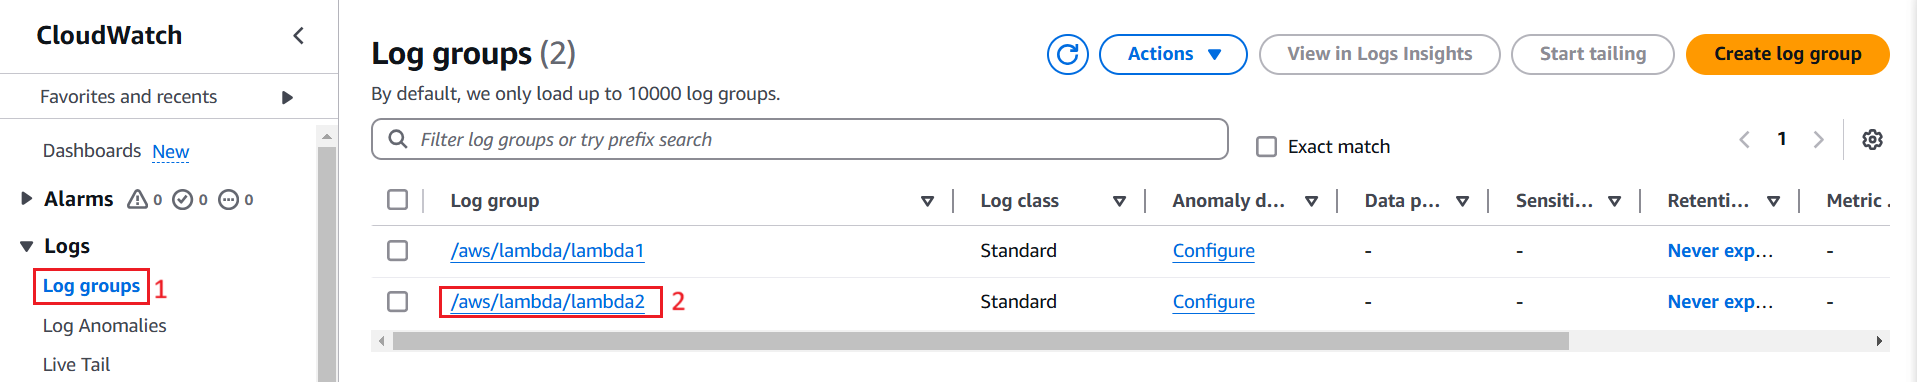 CloudWatch
Favorites and recents
Dashboards New
Alarms 0 0 0
Logs
Log groups 1
Log Anomalies
Live Tail
Log groups (2)
Actions
View in Logs Insights
Start tailing
Create log group
By default, we only load up to 10000 log groups.
Filter log groups or try prefix search
Exact match
1
Log group Log class Anomaly d... Data p... Sensiti... Retenti... Metric .
/aws/lambda/lambda1 Standard Configure - - Never exp... -
/aws/lambda/lambda2 2 Standard Configure - - Never exp... -